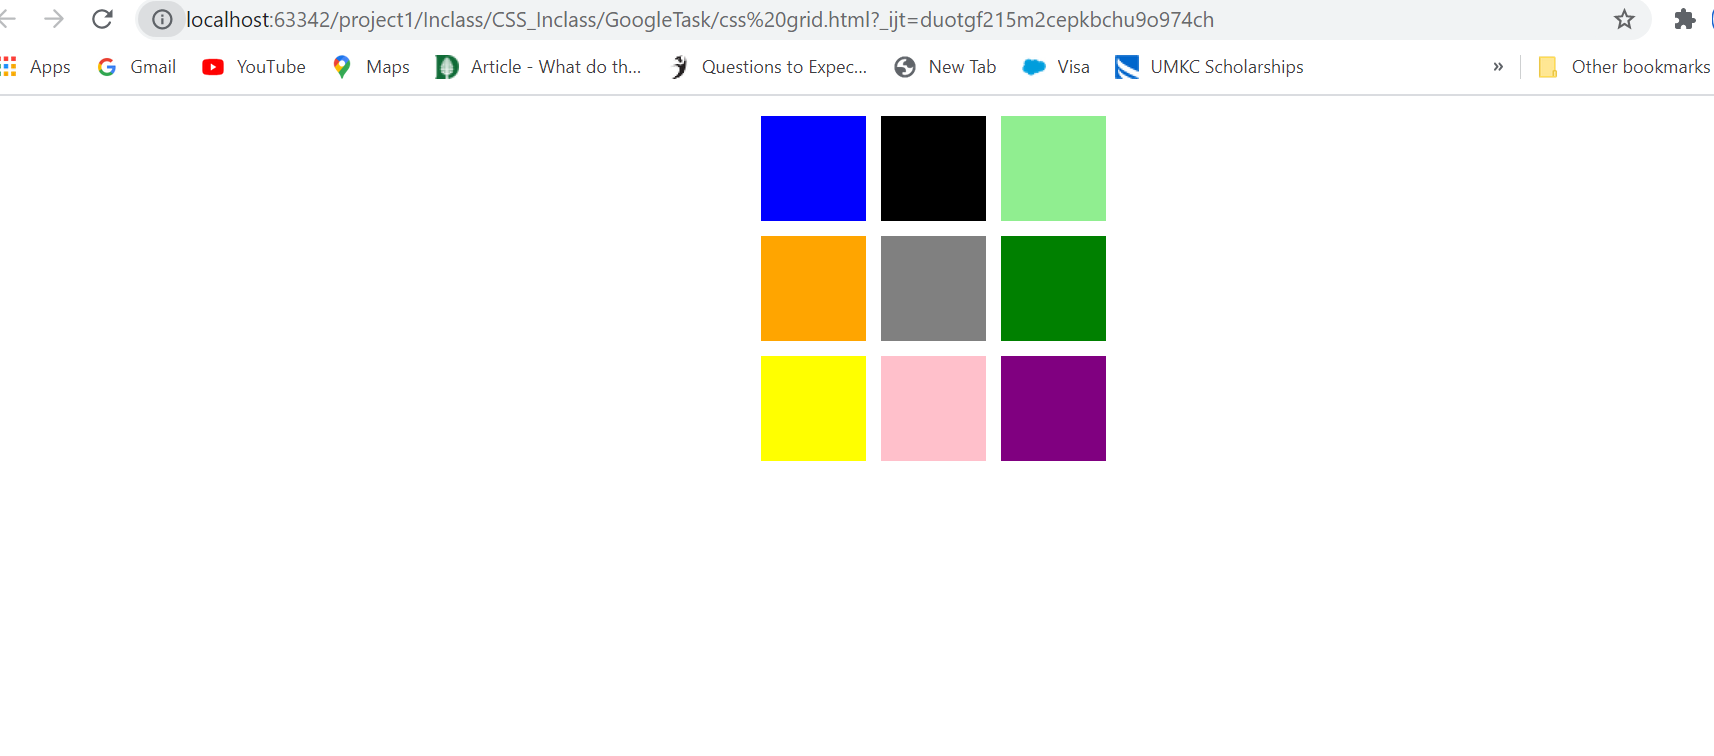 localhost:63342/project1/Inclass/CSS_Inclass/GoogleTask/css%20grid.html?_ijt=duotgf215m2cepkbchu9o974ch
Apps Gmail YouTube Maps Article - What do th... Questions to Expec... New Tab Visa UMKC Scholarships » Other bookmarks